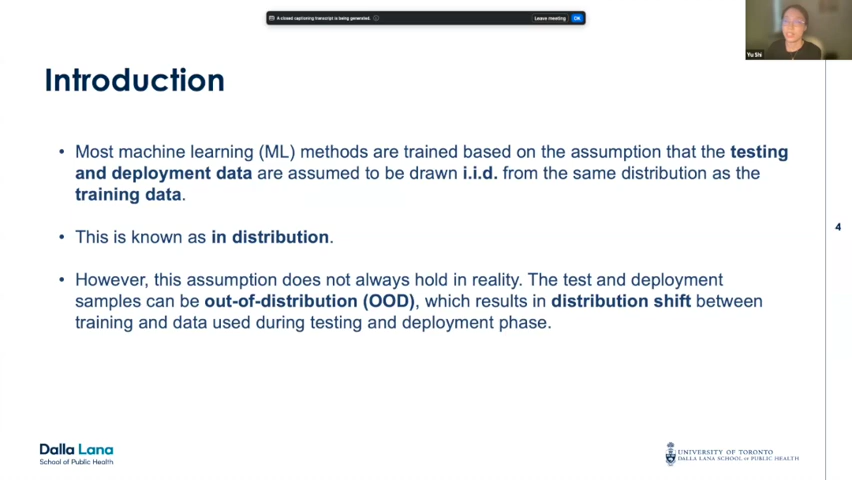 A closed captioning transcript is being generated.
Leave meeting
OK
Yu Shi
Introduction
• Most machine learning (ML) methods are trained based on the assumption that the testing
and deployment data are assumed to be drawn i.i.d. from the same distribution as the
training data.
4
• This is known as in distribution.
• However, this assumption does not always hold in reality. The test and deployment
samples can be out-of-distribution (OOD), which results in distribution shift between
training and data used during testing and deployment phase.
Dalla Lana
School of Public Health
UNIVERSITY OF TORONTO
DALLA LANA SCHOOL OF PUBLIC HEALTH